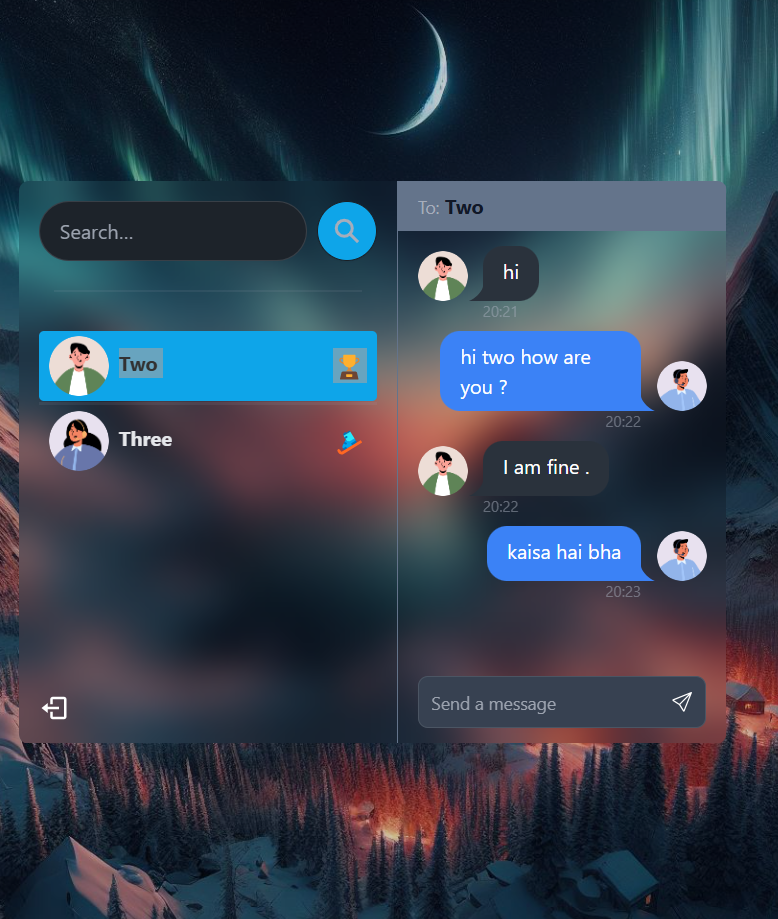 Search...
Two
Three
To: Two
hi
20:21
hi two how are
you ?
20:22
I am fine .
20:22
kaisa hai bha
20:23
Send a message